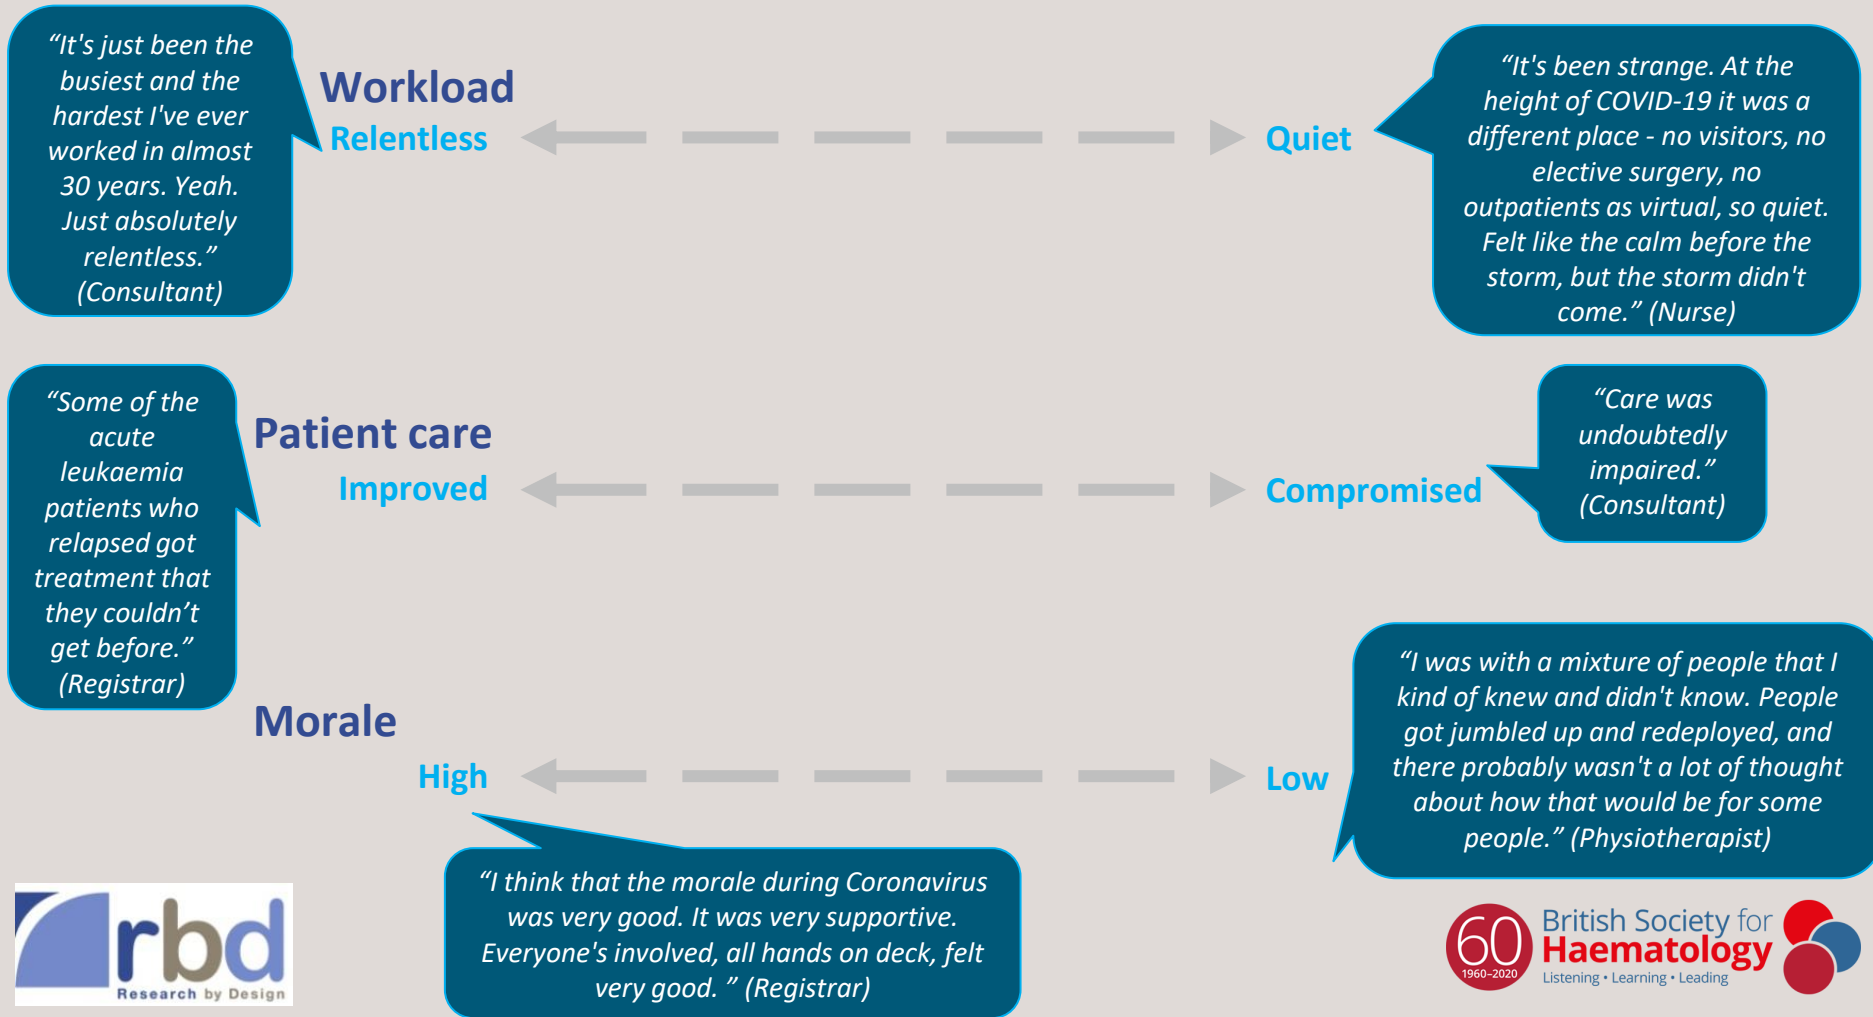 “It's just been the
busiest and the
hardest I've ever
worked in almost
30 years. Yeah.
Just absolutely
relentless.”
(Consultant)
Workload
Relentless
Quiet
“It's been strange. At the
height of COVID-19 it was a
different place - no visitors, no
elective surgery, no
outpatients as virtual, so quiet.
Felt like the calm before the
storm, but the storm didn't
come.” (Nurse)
“Some of the
acute
leukaemia
patients who
relapsed got
treatment that
they couldn’t
get before.”
(Registrar)
Patient care
Improved
Compromised
“Care was
undoubtedly
impaired.”
(Consultant)
Morale
High
Low
“I was with a mixture of people that I
kind of knew and didn't know. People
got jumbled up and redeployed, and
there probably wasn't a lot of thought
about how that would be for some
people.” (Physiotherapist)
“I think that the morale during Coronavirus
was very good. It was very supportive.
Everyone's involved, all hands on deck, felt
very good. ” (Registrar)
rbd
Research by Design
60
1960–2020
British Society for
Haematology
Listening • Learning • Leading